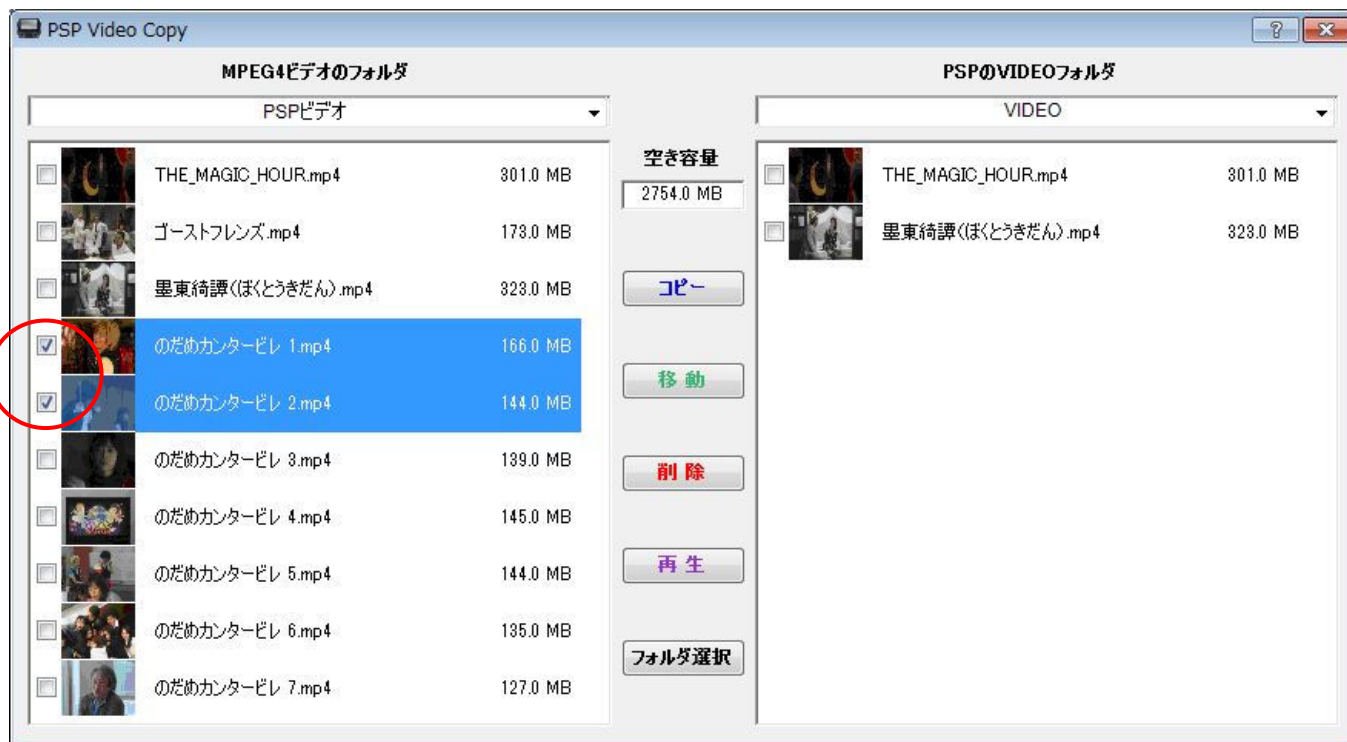 PSP Video Copy
MPEG4ビデオのフォルダ
PSPのVIDEOフォルダ
PSPビデオ
VIDEO
THE_MAGIC_HOUR.mp4 301.0 MB
ゴーストフレンズ.mp4 173.0 MB
墨東綺譚(ぼくとうきだん).mp4 323.0 MB
のだめカンタービレ 1.mp4 166.0 MB
のだめカンタービレ 2.mp4 144.0 MB
のだめカンタービレ 3.mp4 139.0 MB
のだめカンタービレ 4.mp4 145.0 MB
のだめカンタービレ 5.mp4 144.0 MB
のだめカンタービレ 6.mp4 135.0 MB
のだめカンタービレ 7.mp4 127.0 MB
空き容量
2754.0 MB
コピー
移動
削除
再生
フォルダ選択
THE_MAGIC_HOUR.mp4 301.0 MB
墨東綺譚(ぼくとうきだん).mp4 323.0 MB